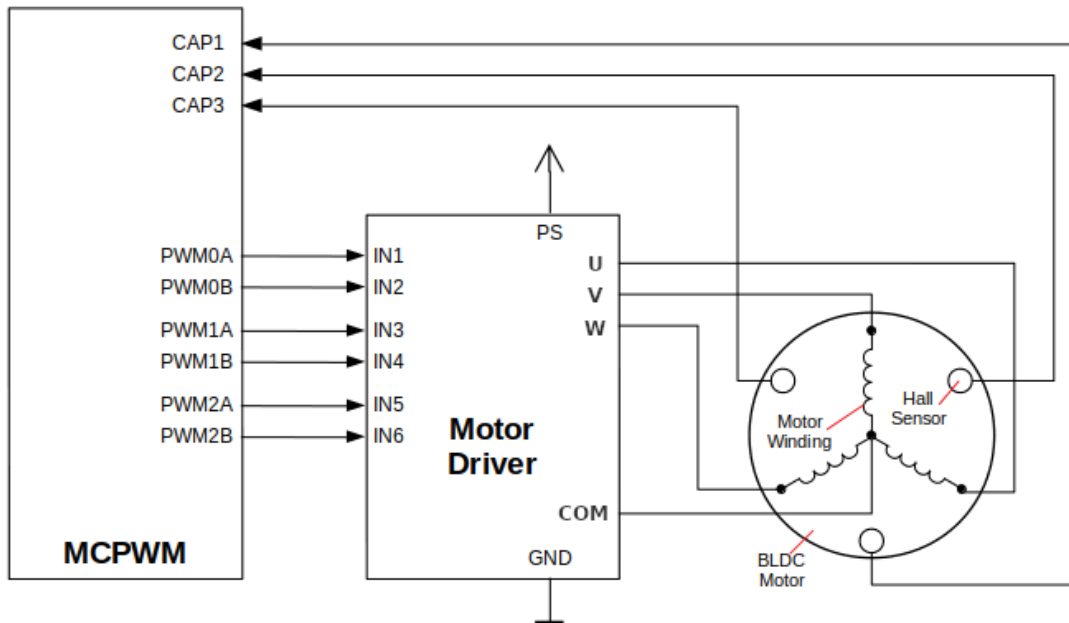 CAP1
CAP2
CAP3
PWM0A
PWM0B
PWM1A
PWM1B
PWM2A
PWM2B
MCPWM
PS
IN1
IN2
IN3
IN4
IN5
IN6
U
V
W
Motor
Driver
COM
GND
Hall
Sensor
Motor
Winding
BLDC
Motor